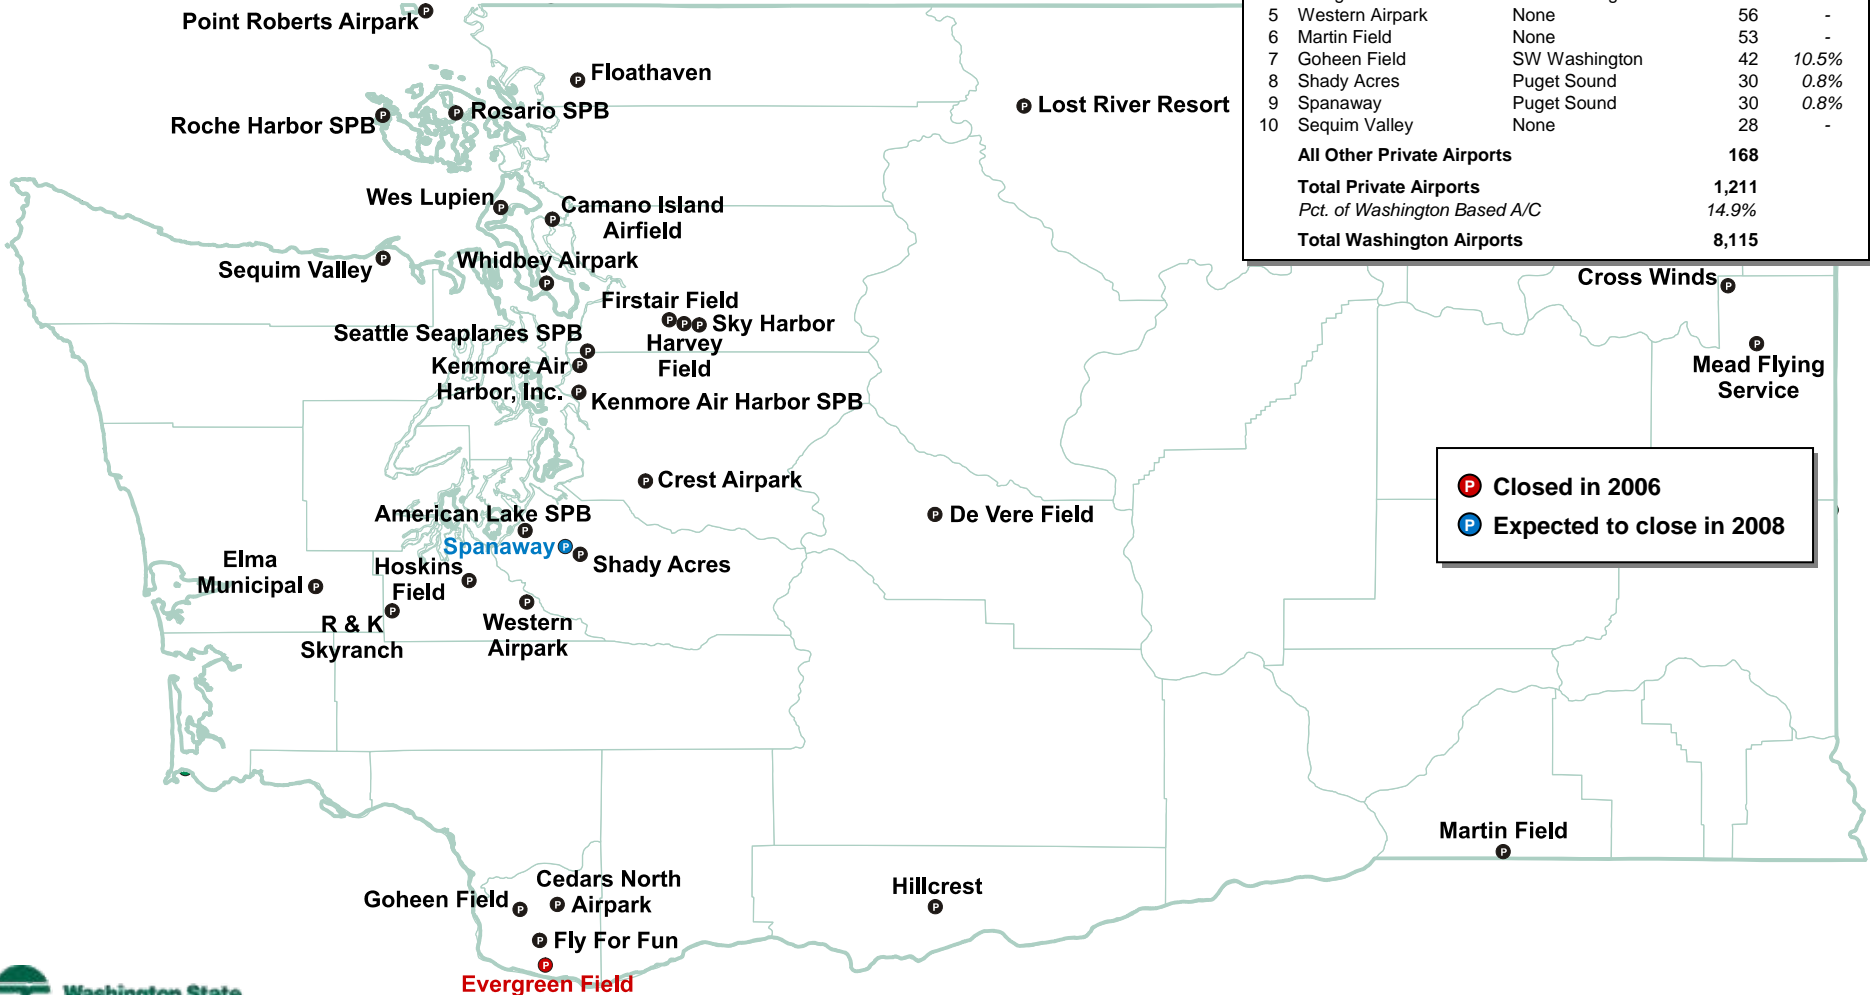 Point Roberts Airpark
Floathaven
Roche Harbor SPB
Rosario SPB
Lost River Resort
5 Western Airpark None 56 -
6 Martin Field None 53 -
7 Goheen Field SW Washington 42 10.5%
8 Shady Acres Puget Sound 30 0.8%
9 Spanaway Puget Sound 30 0.8%
10 Sequim Valley None 28 -
All Other Private Airports 168
Total Private Airports 1,211
Pct. of Washington Based A/C 14.9%
Total Washington Airports 8,115
Wes Lupien
Camano Island
Airfield
Sequim Valley
Whidbey Airpark
Cross Winds
Firstair Field
Sky Harbor
Harvey
Field
Seattle Seaplanes SPB
Kenmore Air
Harbor, Inc.
Kenmore Air Harbor SPB
Mead Flying
Service
Crest Airpark
P Closed in 2006
P Expected to close in 2008
American Lake SPB
De Vere Field
Spanaway
Shady Acres
Elma
Municipal
Hoskins
Field
R & K
Skyranch
Western
Airpark
Martin Field
Cedars North
Airpark
Goheen Field
Hillcrest
Fly For Fun
Evergreen Field
Washington State